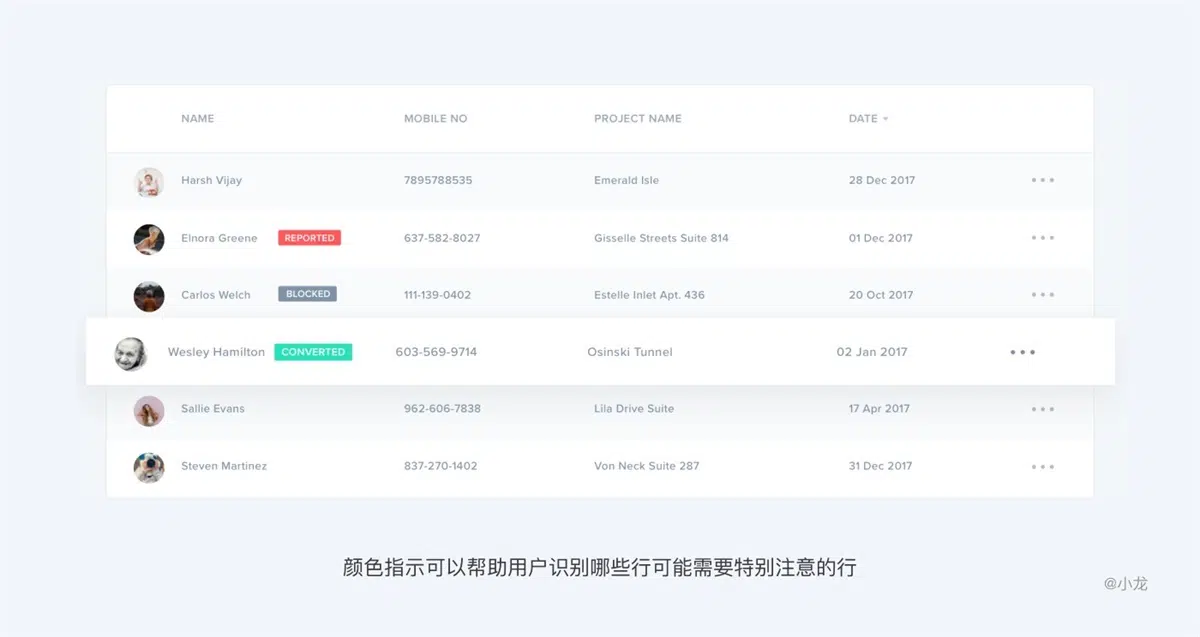 NAME MOBILE NO PROJECT NAME DATE
Harsh Vijay 7895788535 Emerald Isle 28 Dec 2017
Elnora Greene REPORTED 637-582-8027 Gisselle Streets Suite 814 01 Dec 2017
Carlos Welch BLOCKED 111-139-0402 Estelle Inlet Apt. 436 20 Oct 2017
Wesley Hamilton CONVERTED 603-569-9714 Osinski Tunnel 02 Jan 2017
Sallie Evans 962-606-7838 Lila Drive Suite 17 Apr 2017
Steven Martinez 837-270-1402 Von Neck Suite 287 31 Dec 2017
颜色指示可以帮助用户识别哪些行可能需要特别注意的行
@小龙